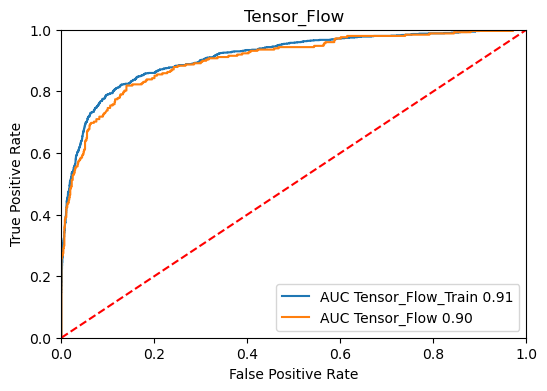 Tensor_Flow
1.0
0.8
0.6
0.4
0.2
0.0
True Positive Rate
AUC Tensor_Flow_Train 0.91
AUC Tensor_Flow 0.90
0.0 0.2 0.4 0.6 0.8 1.0
False Positive Rate